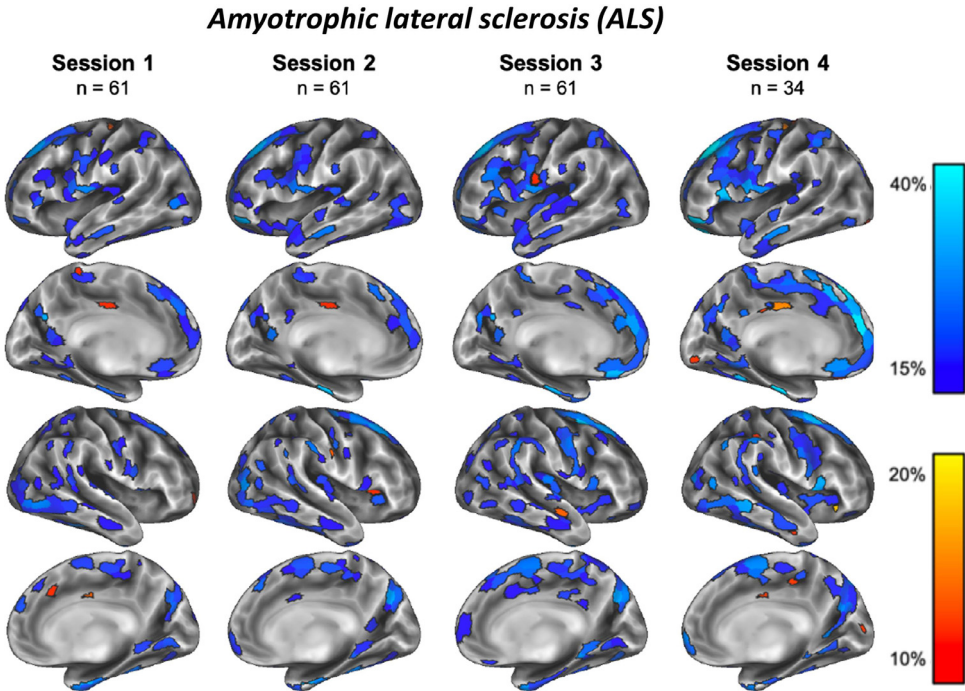 Amyotrophic lateral sclerosis (ALS)
Session 1
n = 61
Session 2
n = 61
Session 3
n = 61
Session 4
n = 34
40%
15%
20%
10%